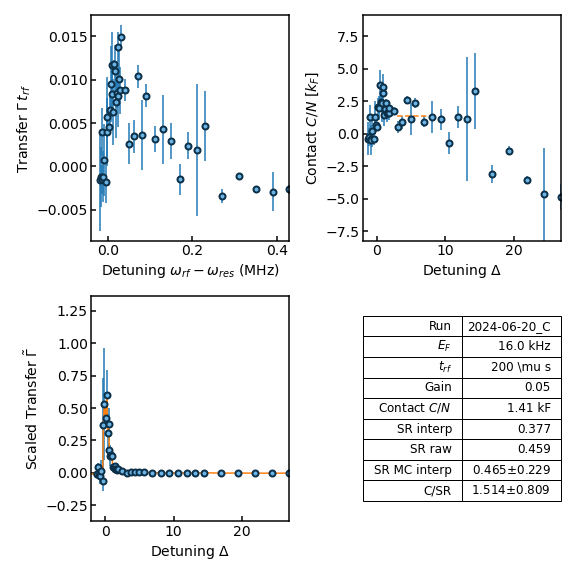 Transfer Γ t_rf
0.015
0.010
0.005
0.000
−0.005
0.0
0.2
0.4
Detuning ω_rf − ω_res (MHz)
Contact C/N [k_F]
7.5
5.0
2.5
0.0
−2.5
−5.0
−7.5
0
10
20
Detuning Δ
Scaled Transfer Γ̃
1.25
1.00
0.75
0.50
0.25
0.00
−0.25
0
10
20
Detuning Δ
Run 2024-06-20_C
E_F 16.0 kHz
t_rf 200 \mu s
Gain 0.05
Contact C/N 1.41 kF
SR interp 0.377
SR raw 0.459
SR MC interp 0.465±0.229
C/SR 1.514±0.809